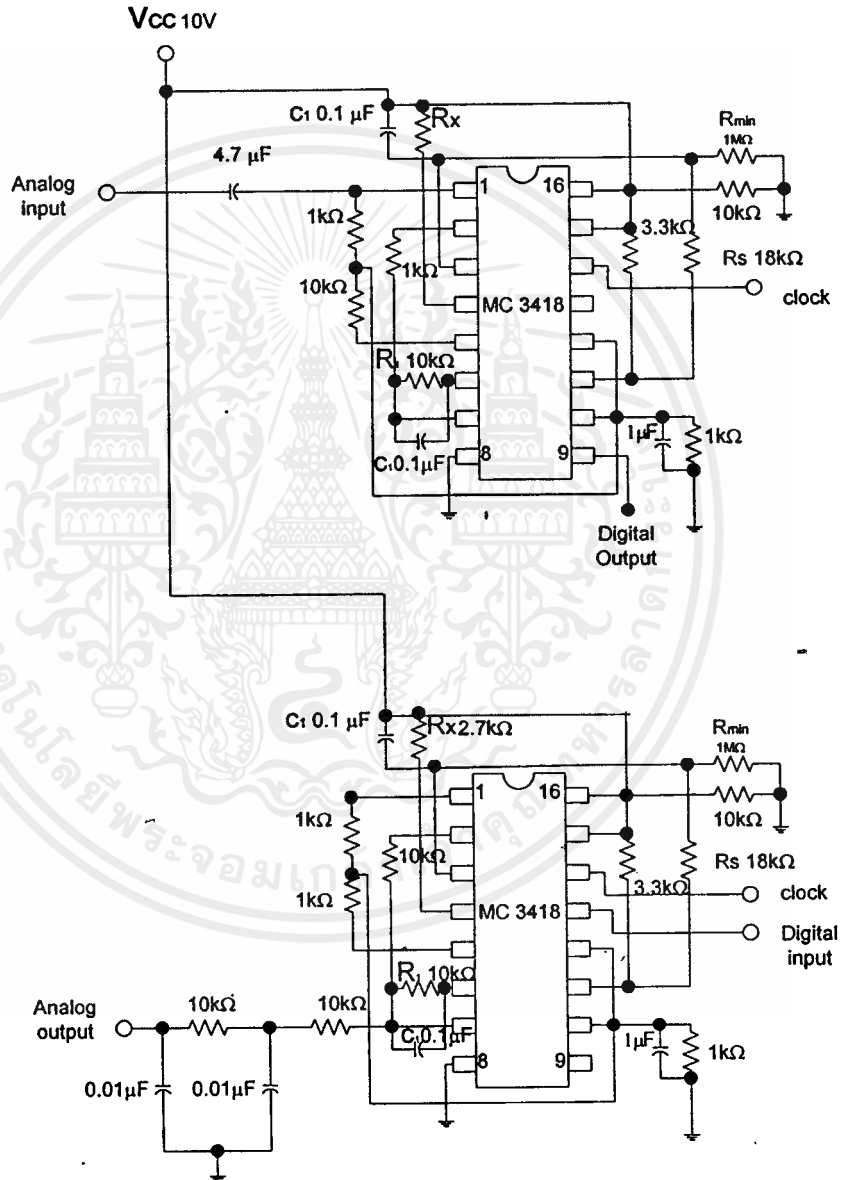 VCC 10V
C1 0.1 µF
Rx
Rmin
1MΩ
4.7 µF
Analog
input
1
16
1kΩ
10kΩ
3.3kΩ
1kΩ
Rs 18kΩ
10kΩ
clock
MC 3418
R1 10kΩ
1µF
1kΩ
C1 0.1µF
8
9
Digital
Output
C1 0.1 µF
Rx2.7kΩ
Rmin
1MΩ
1
16
1kΩ
10kΩ
10kΩ
Rs 18kΩ
3.3kΩ
1kΩ
clock
MC 3418
Digital
input
R1 10kΩ
Analog
output
10kΩ
10kΩ
C1 0.1µF
1µF
1kΩ
8
9
0.01µF
0.01µF